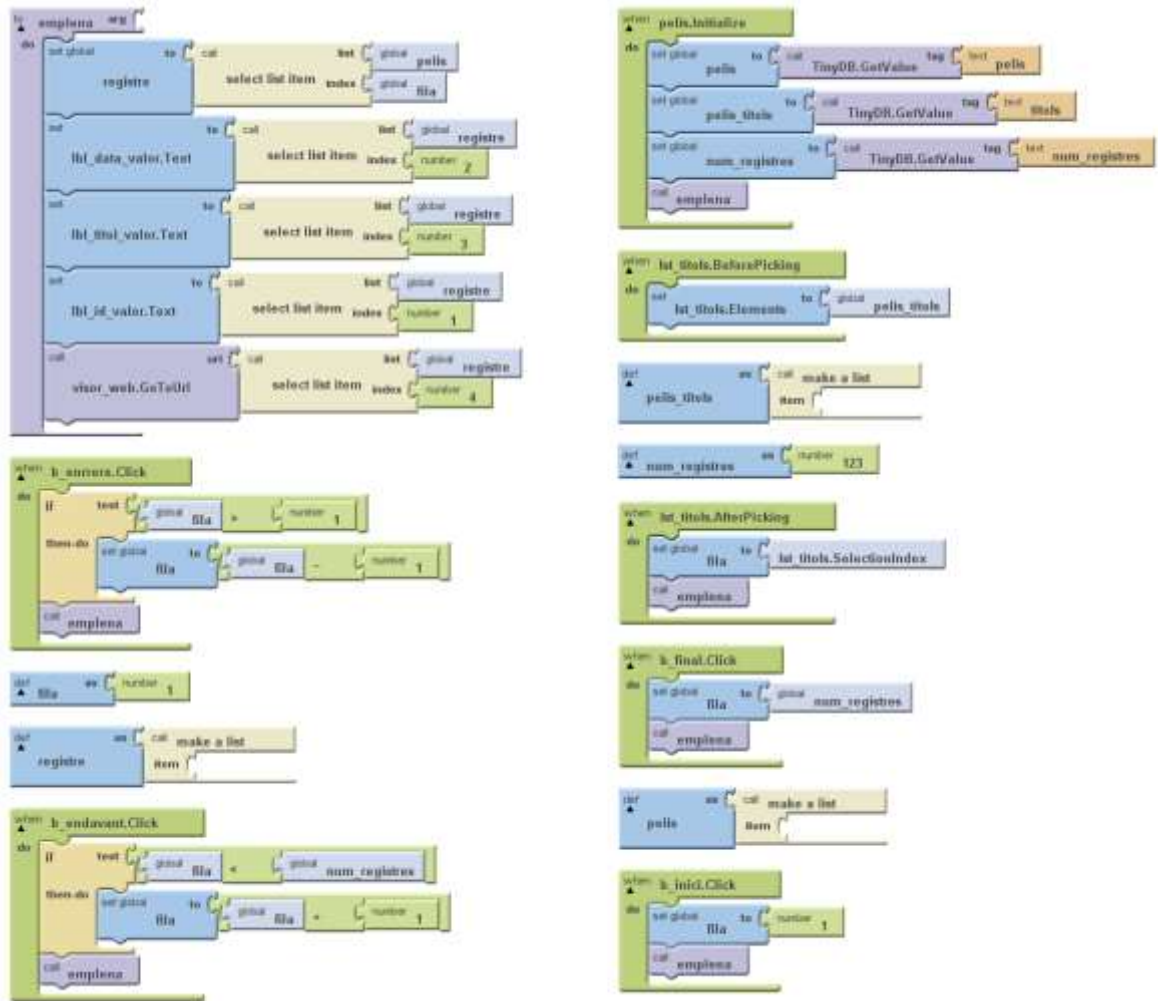 to emplena arg
do
set global registre to call select list item list global pelis
index global fila
set lbl_data_valor.Text to call select list item list global registre
index number 2
set lbl_titol_valor.Text to call select list item list global registre
index number 3
set lbl_id_valor.Text to call select list item list global registre
index number 1
call visor_web.GoToUrl url call select list item list global registre
index number 4
when b_enrrera.Click
do if test global fila > number 1
then-do set global fila to global fila - number 1
call emplena
def fila as number 1
def registre as call make a list
item
when b_endavant.Click
do if test global fila < global num_registres
then-do set global fila to global fila + number 1
call emplena
when pelis.Initialize
do set global pelis to call TinyDB.GetValue tag text pelis
set global pelis_titols to call TinyDB.GetValue tag text titols
set global num_registres to call TinyDB.GetValue tag text num_registres
call emplena
when lst_titols.BeforePicking
do set lst_titols.Elements to global pelis_titols
def pelis_titols as call make a list
item
def num_registres as number 123
when lst_titols.AfterPicking
do set global fila to lst_titols.SelectionIndex
call emplena
when b_final.Click
do set global fila to global num_registres
call emplena
def pelis as call make a list
item
when b_inici.Click
do set global fila to number 1
call emplena